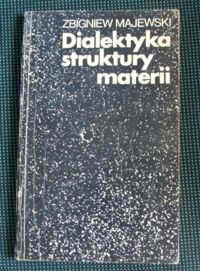 ZBIGNIEW MAJEWSKI
Dialektyka
struktury
materii